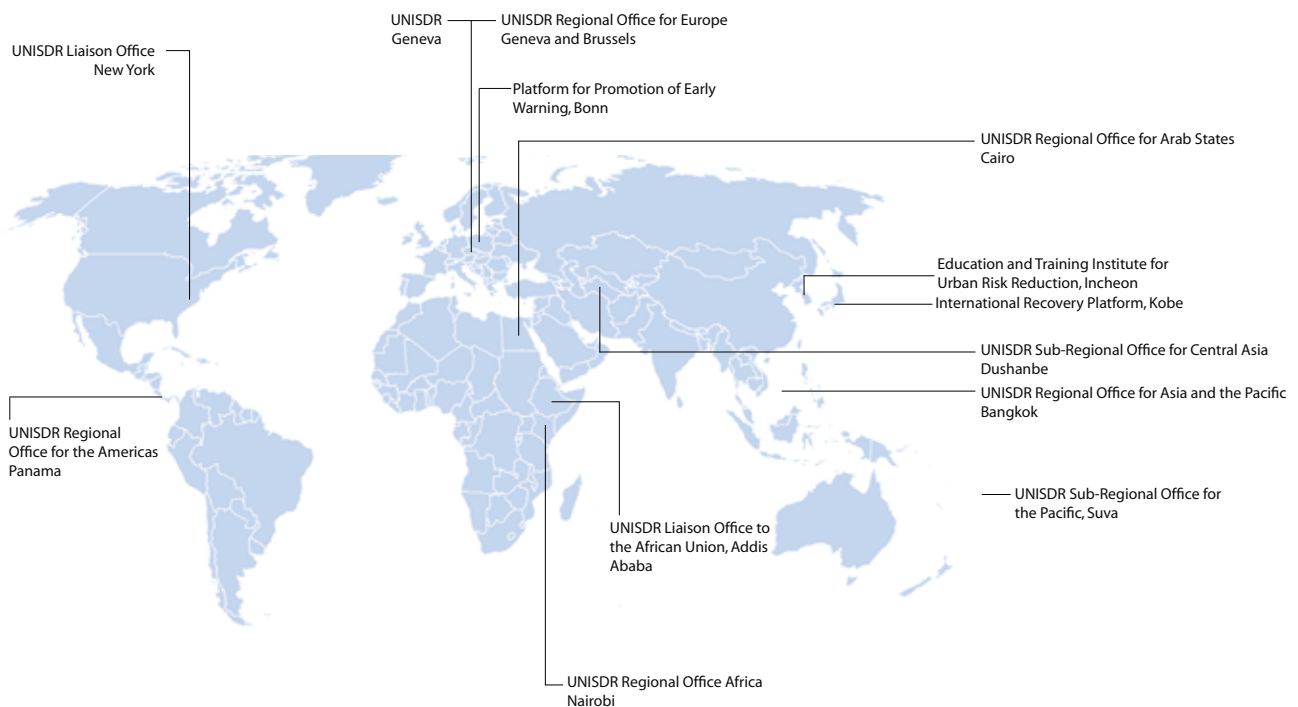 UNISDR
Geneva
UNISDR Regional Office for Europe
Geneva and Brussels
UNISDR Liaison Office
New York
Platform for Promotion of Early
Warning, Bonn
UNISDR Regional Office for Arab States
Cairo
Education and Training Institute for
Urban Risk Reduction, Incheon
International Recovery Platform, Kobe
UNISDR Sub-Regional Office for Central Asia
Dushanbe
UNISDR Regional Office for Asia and the Pacific
Bangkok
UNISDR Regional
Office for the Americas
Panama
UNISDR Sub-Regional Office for
the Pacific, Suva
UNISDR Liaison Office to
the African Union, Addis
Ababa
UNISDR Regional Office Africa
Nairobi